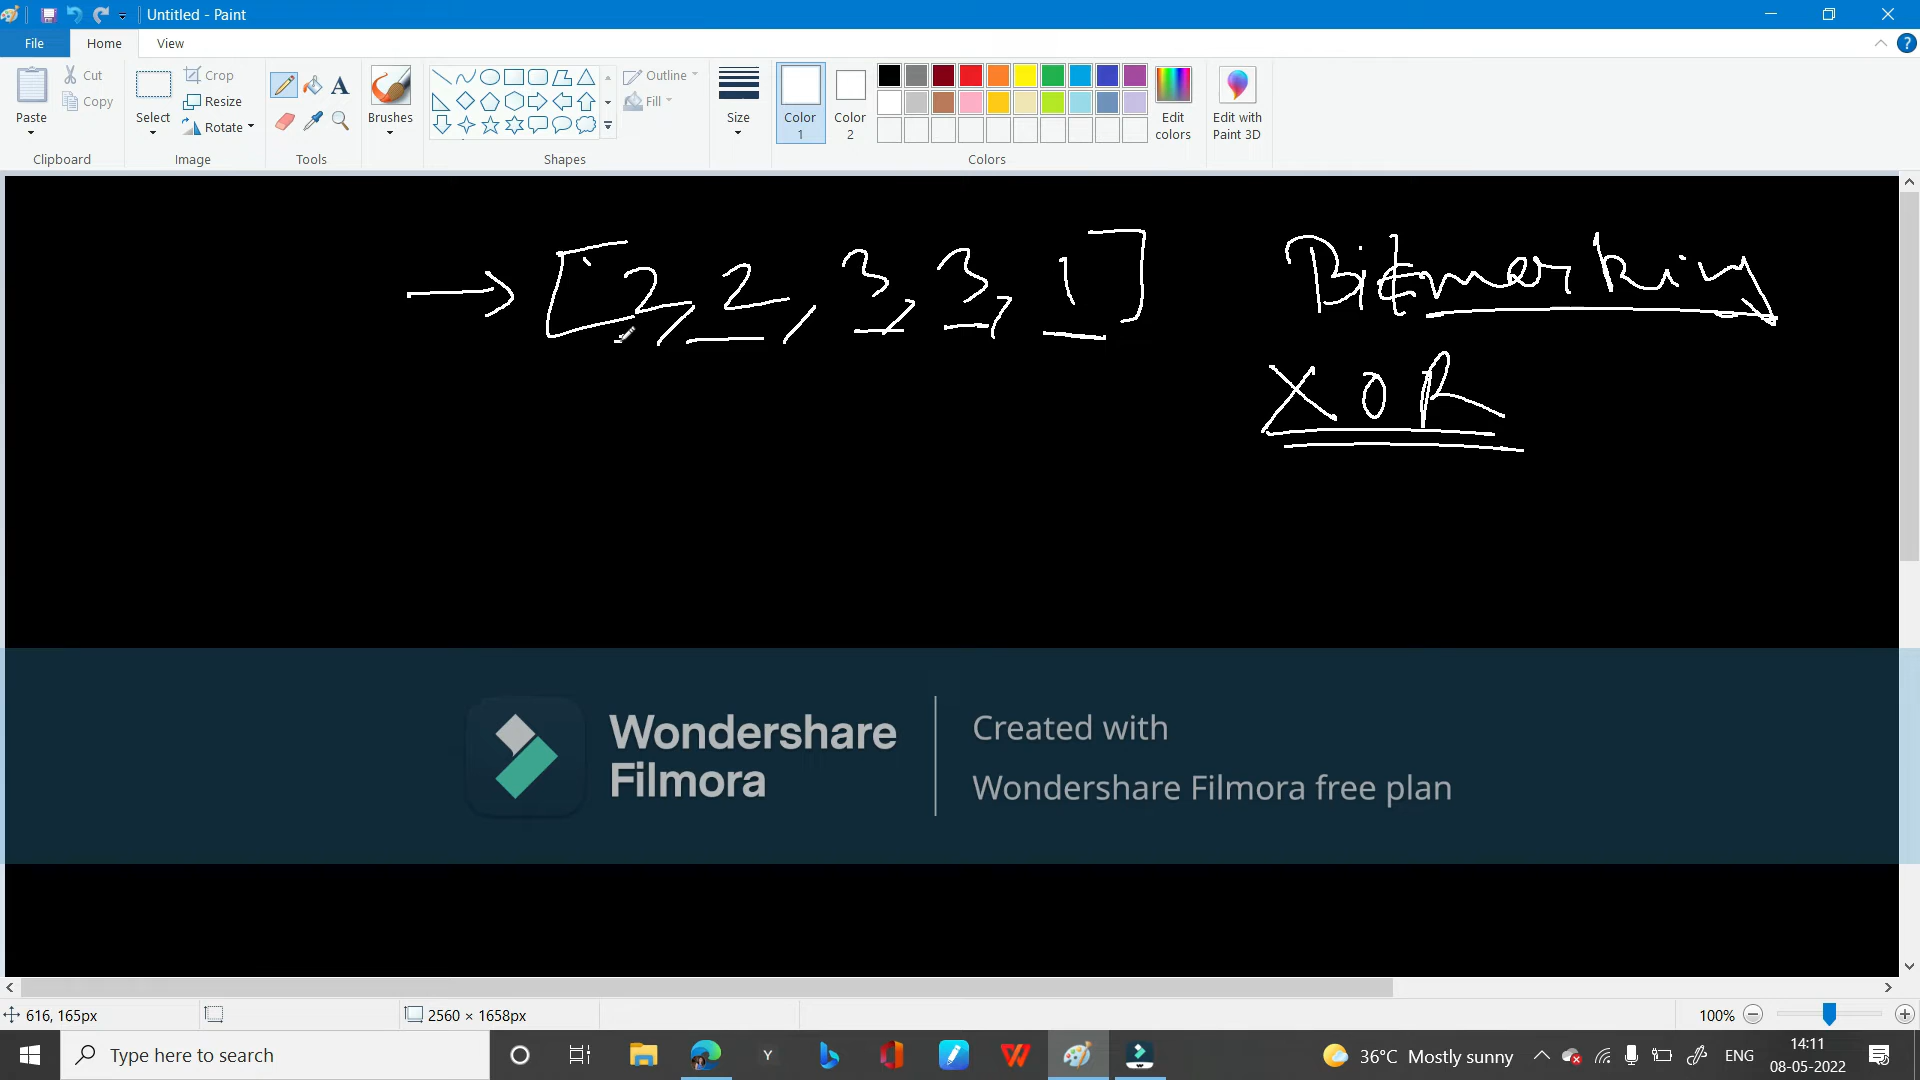 Untitled - Paint
File Home View
Paste Cut Copy Clipboard
Select Crop Resize Rotate Image
A Tools
Brushes
Outline Fill Shapes
Size
Color 1 Color 2 Edit colors Colors
Edit with Paint 3D
[2, 2, 3, 3, 1] Bitmarking
XOR
Wondershare Filmora
Created with
Wondershare Filmora free plan
616, 165px 2560 × 1658px 100%
Type here to search 36°C Mostly sunny ENG 14:11
08-05-2022